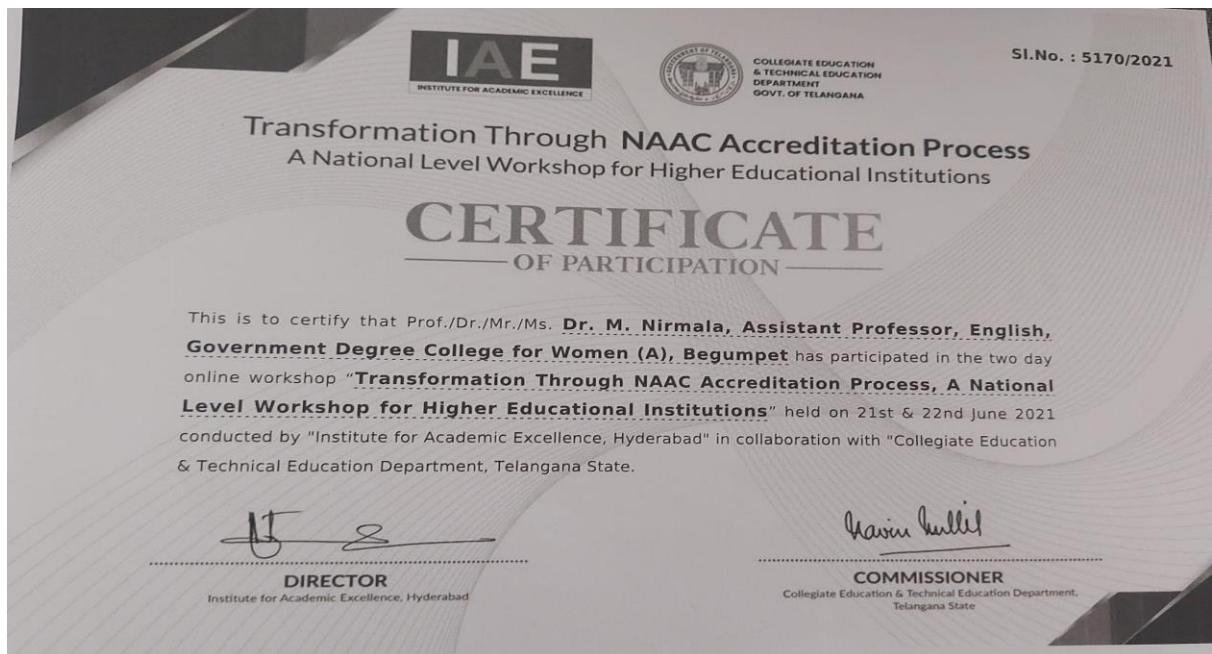 IAE
INSTITUTE FOR ACADEMIC EXCELLENCE
COLLEGIATE EDUCATION
& TECHNICAL EDUCATION
DEPARTMENT
GOVT. OF TELANGANA
Sl.No. : 5170/2021
Transformation Through NAAC Accreditation Process
A National Level Workshop for Higher Educational Institutions
CERTIFICATE
OF PARTICIPATION
This is to certify that Prof./Dr./Mr./Ms. Dr. M. Nirmala, Assistant Professor, English,
Government Degree College for Women (A), Begumpet has participated in the two day
online workshop "Transformation Through NAAC Accreditation Process, A National
Level Workshop for Higher Educational Institutions" held on 21st & 22nd June 2021
conducted by "Institute for Academic Excellence, Hyderabad" in collaboration with "Collegiate Education
& Technical Education Department, Telangana State.
DIRECTOR
Institute for Academic Excellence, Hyderabad
COMMISSIONER
Collegiate Education & Technical Education Department,
Telangana State